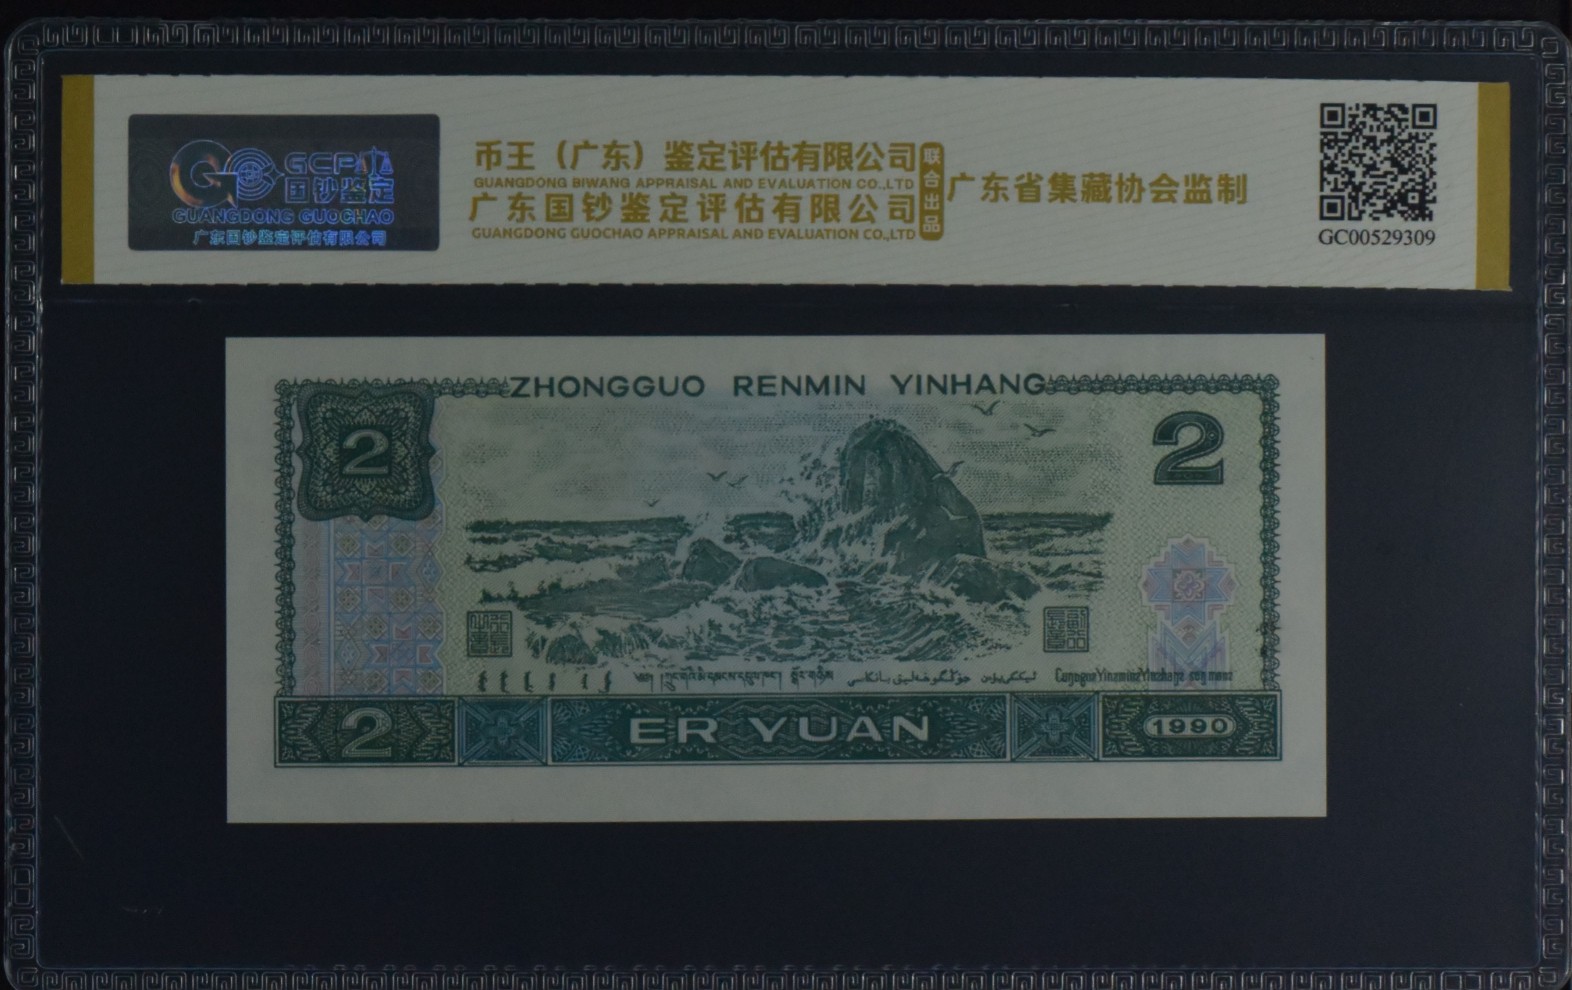 GCP
国钞鉴定
GUANGDONG GUOCHAO
广东国钞鉴定评估有限公司
币王（广东）鉴定评估有限公司
GUANGDONG BIWANG APPRAISAL AND EVALUATION CO.,LTD
广东国钞鉴定评估有限公司
GUANGDONG GUOCHAO APPRAISAL AND EVALUATION CO.,LTD
联合出品
广东省集藏协会监制
GC00529309
ZHONGGUO RENMIN YINHANG
2
2
2
ER YUAN
1990